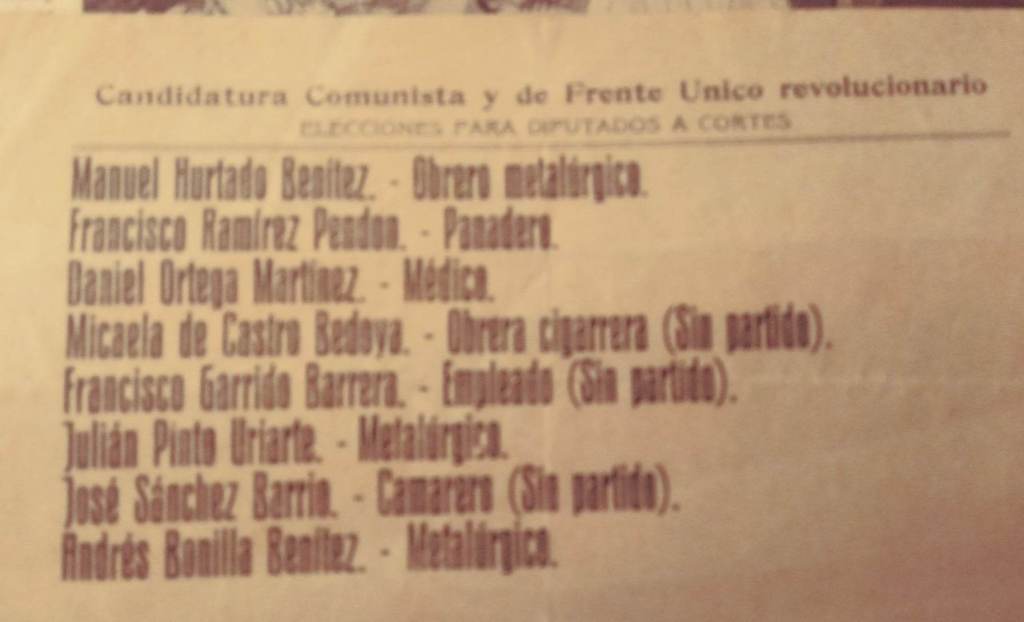 Candidatura Comunista y de Frente Unico revolucionario
ELECCIONES PARA DIPUTADOS A CORTES
Manuel Hurtado Benítez. - Obrero metalúrgico.
Francisco Ramírez Pendon. - Panadero.
Daniel Ortega Martínez. - Médico.
Micaela de Castro Bedoya. - Obrera cigarrera (Sin partido).
Francisco Garrido Barrera. - Empleado (Sin partido).
Julián Pinto Uriarte. - Metalúrgico.
José Sánchez Barrio. - Camarero (Sin partido).
Andrés Bonilla Benítez. - Metalúrgico.